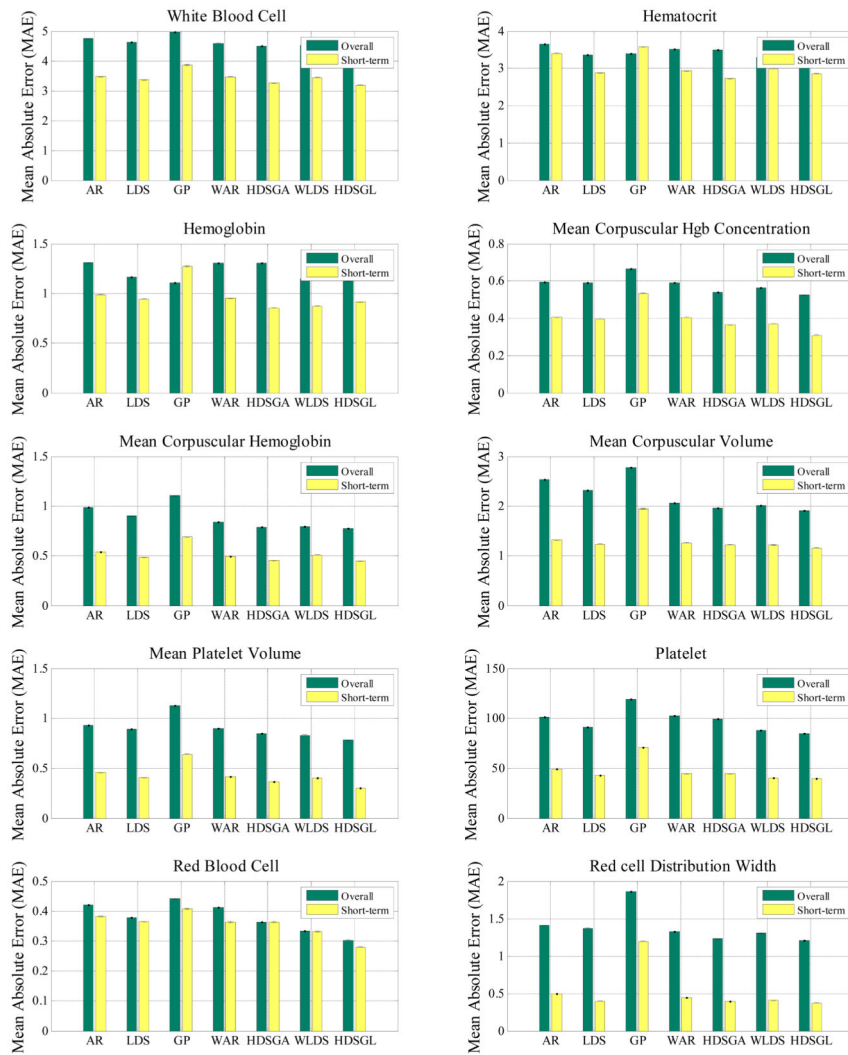 White Blood Cell
Mean Absolute Error (MAE)
5
4
3
2
1
0
AR LDS GP WAR HDSGA WLDS HDSGL
Overall
Short-term
Hematocrit
Mean Absolute Error (MAE)
4
3
2
1
0
AR LDS GP WAR HDSGA WLDS HDSGL
Overall
Short-term
Hemoglobin
Mean Absolute Error (MAE)
1.5
1
0.5
0
AR LDS GP WAR HDSGA WLDS HDSGL
Overall
Short-term
Mean Corpuscular Hgb Concentration
Mean Absolute Error (MAE)
0.8
0.6
0.4
0.2
0
AR LDS GP WAR HDSGA WLDS HDSGL
Overall
Short-term
Mean Corpuscular Hemoglobin
Mean Absolute Error (MAE)
1.5
1
0.5
0
AR LDS GP WAR HDSGA WLDS HDSGL
Overall
Short-term
Mean Corpuscular Volume
Mean Absolute Error (MAE)
3
2
1
0
AR LDS GP WAR HDSGA WLDS HDSGL
Overall
Short-term
Mean Platelet Volume
Mean Absolute Error (MAE)
1.5
1
0.5
0
AR LDS GP WAR HDSGA WLDS HDSGL
Overall
Short-term
Platelet
Mean Absolute Error (MAE)
150
100
50
0
AR LDS GP WAR HDSGA WLDS HDSGL
Overall
Short-term
Red Blood Cell
Mean Absolute Error (MAE)
0.5
0.4
0.3
0.2
0.1
0
AR LDS GP WAR HDSGA WLDS HDSGL
Overall
Short-term
Red cell Distribution Width
Mean Absolute Error (MAE)
2
1.5
1
0.5
0
AR LDS GP WAR HDSGA WLDS HDSGL
Overall
Short-term